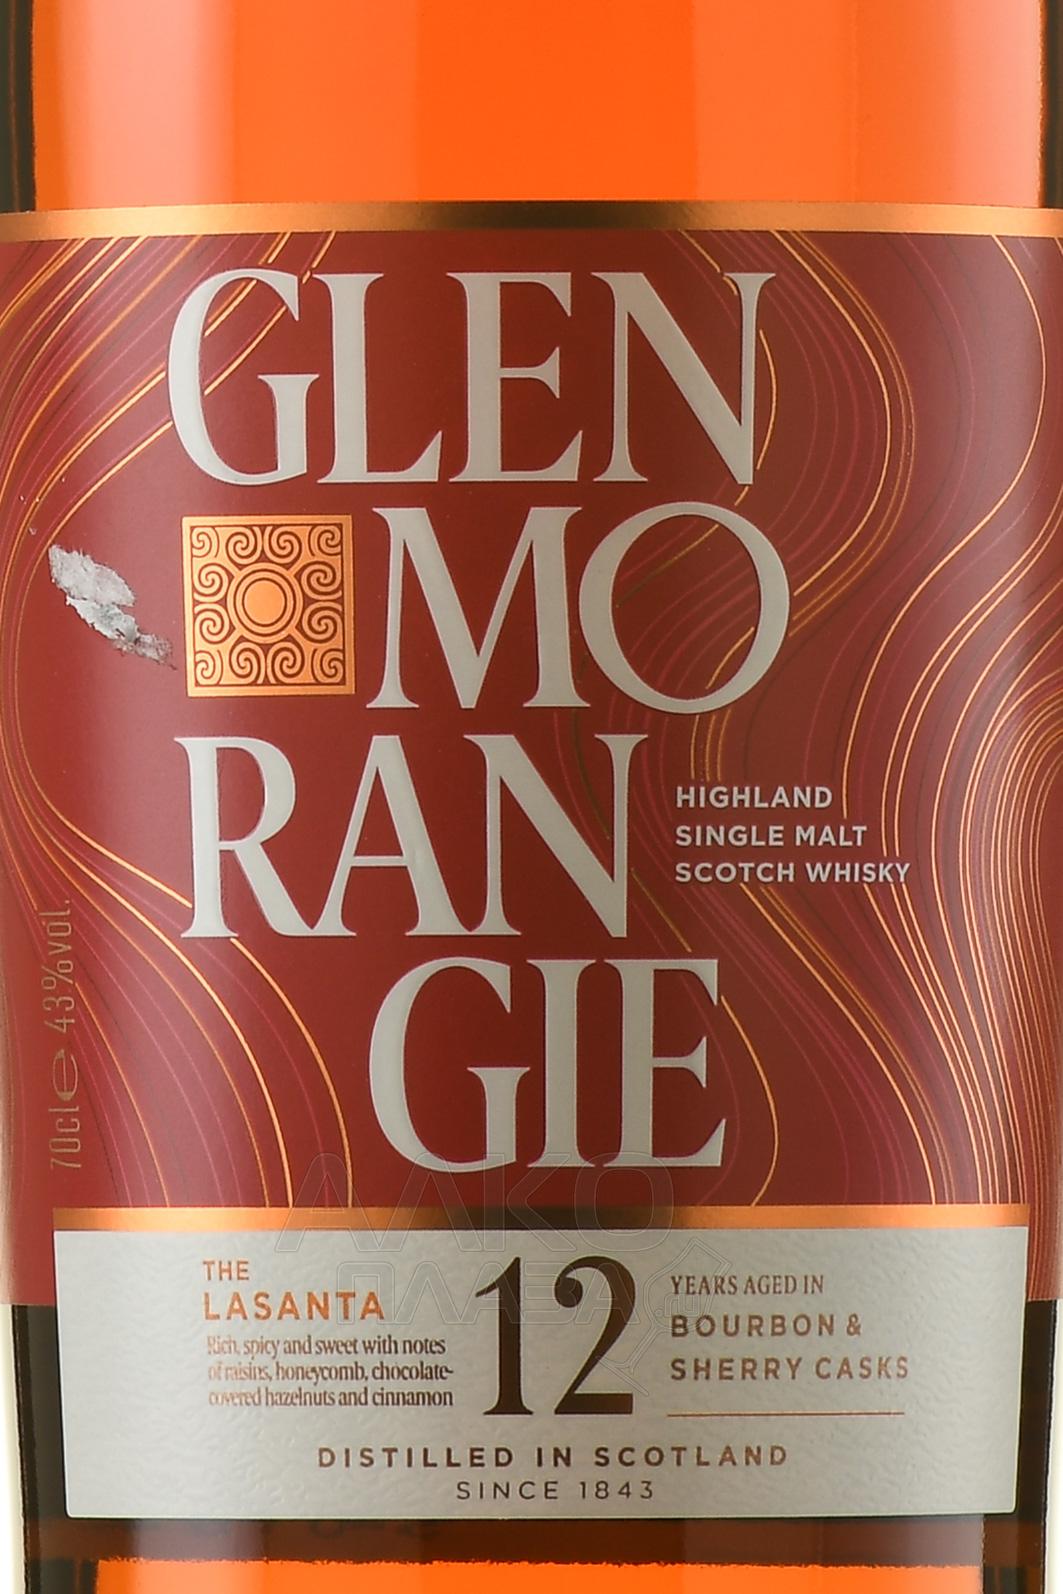 GLEN
MO
RAN
GIE
HIGHLAND
SINGLE MALT
SCOTCH WHISKY
70cl e 43%vol.
THE
LASANTA
Rich, spicy and sweet with notes
of raisins, honeycomb, chocolate-
covered hazelnuts and cinnamon
12
YEARS AGED IN
BOURBON &
SHERRY CASKS
DISTILLED IN SCOTLAND
SINCE 1843
АЛКО
ПЛАЗА.ru